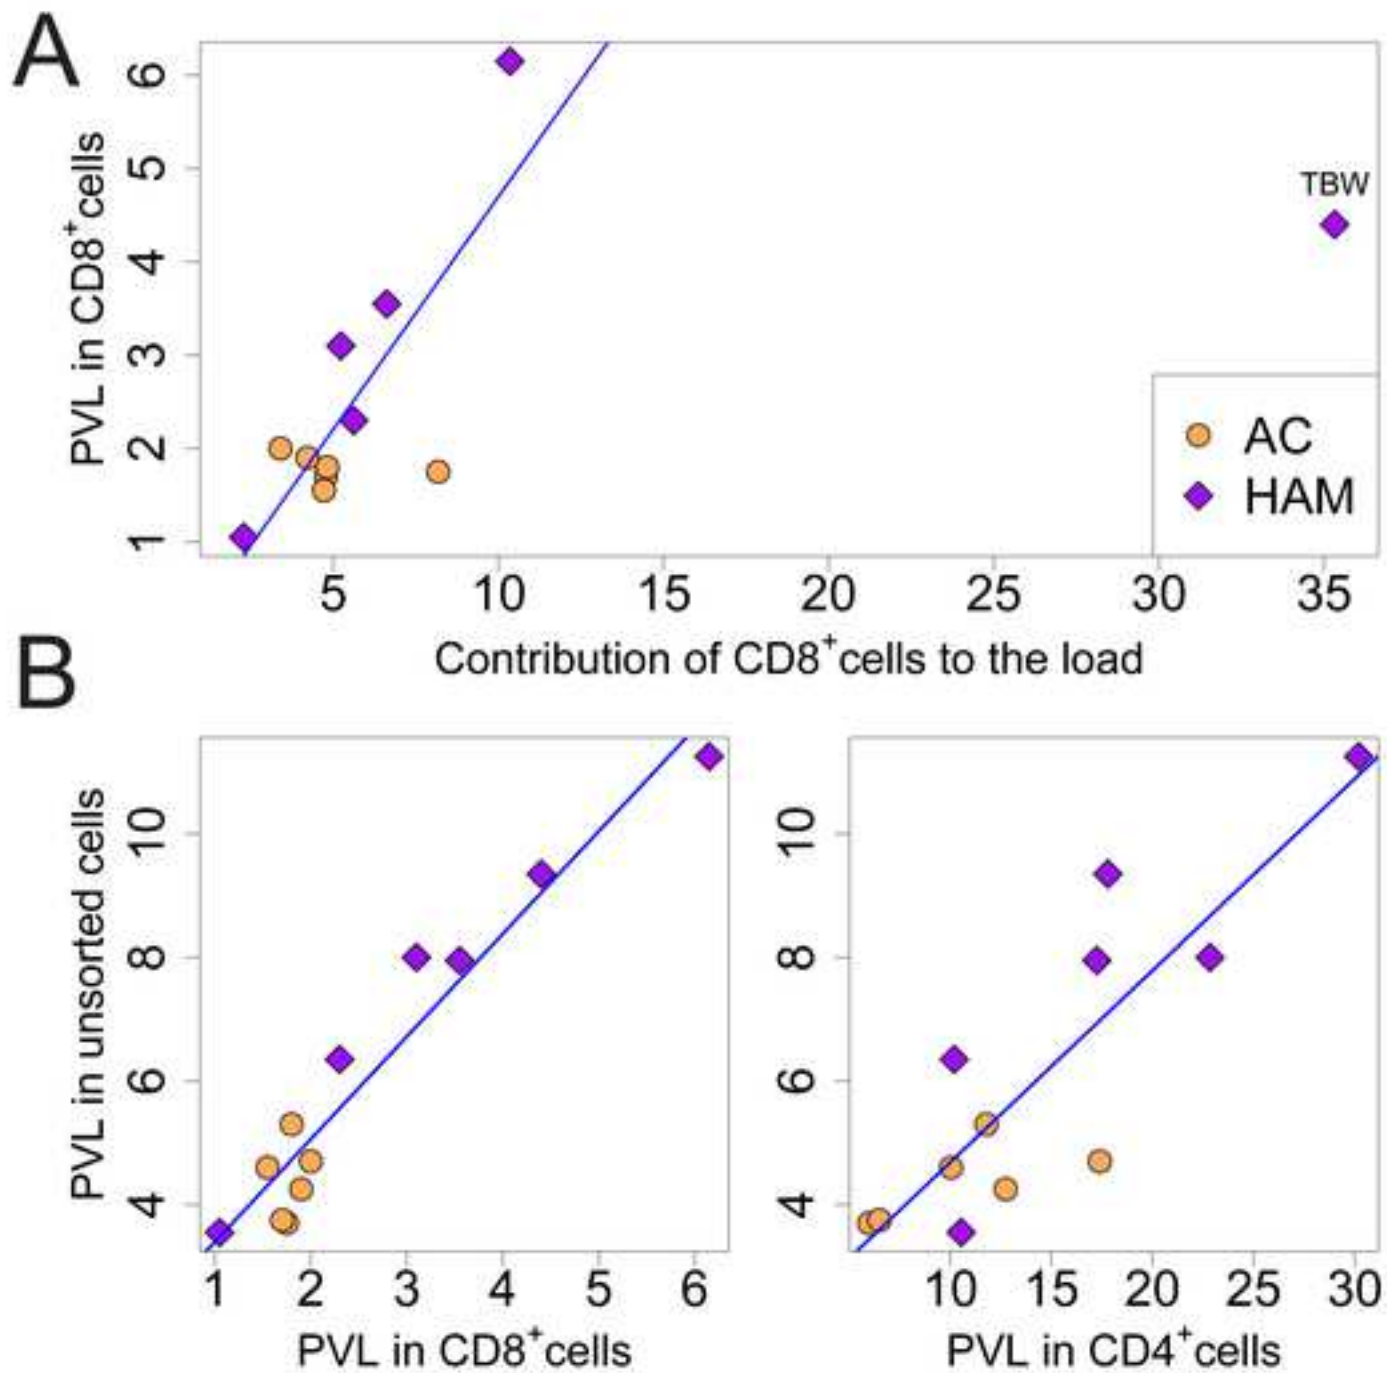 A
PVL in CD8+cells
6
5
4
3
2
1
TBW
AC
HAM
5 10 15 20 25 30 35
Contribution of CD8+cells to the load
B
PVL in unsorted cells
10
8
6
4
1 2 3 4 5 6
PVL in CD8+cells
10
8
6
4
10 15 20 25 30
PVL in CD4+cells